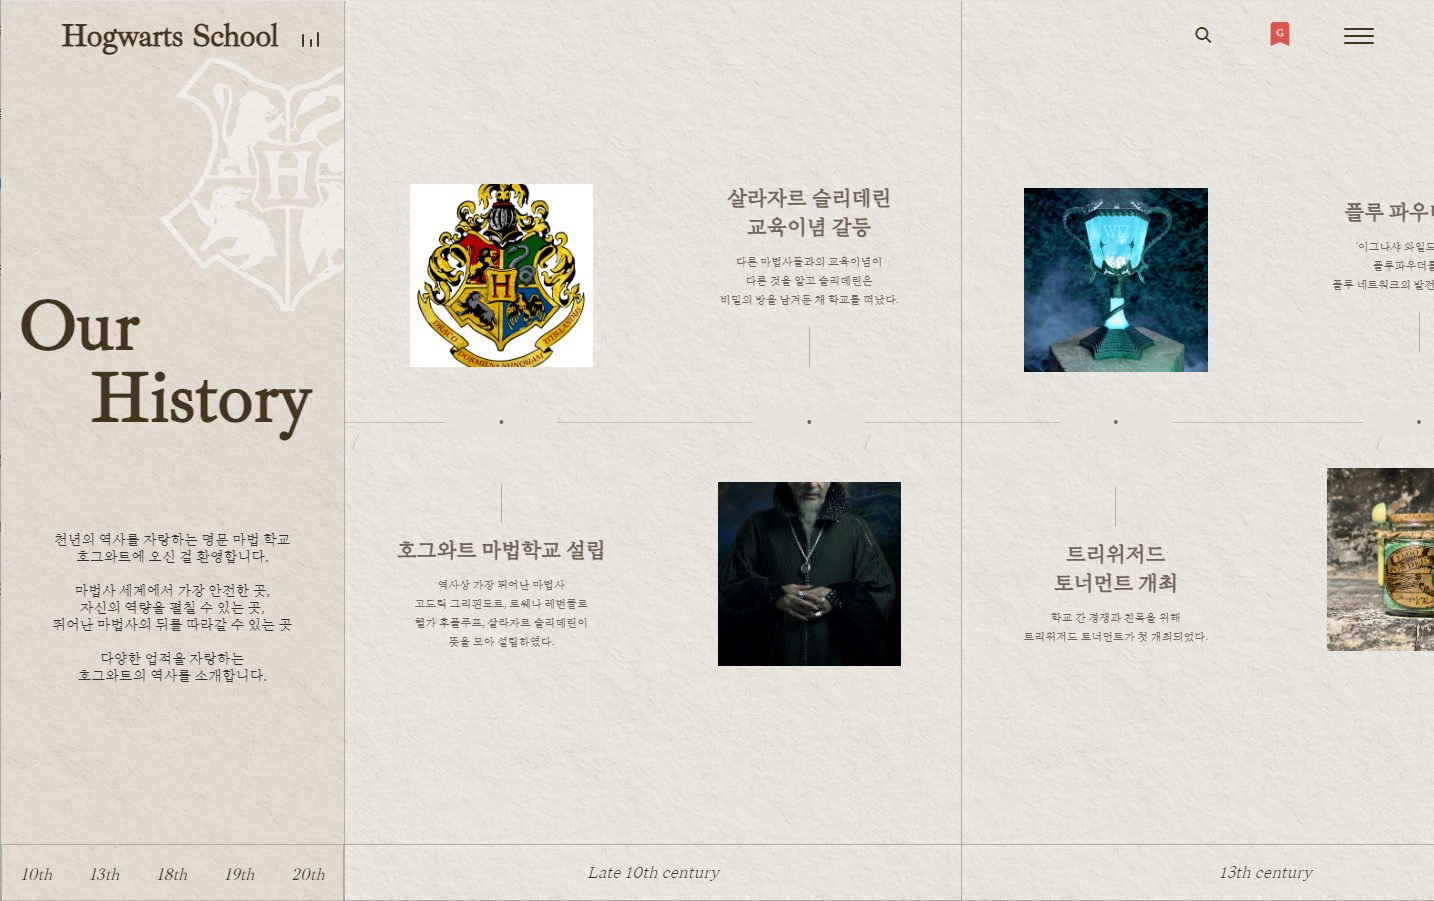 Hogwarts School
G
Our
History
천년의 역사를 자랑하는 명문 마법 학교
호그와트에 오신 걸 환영합니다.
마법사 세계에서 가장 안전한 곳,
자신의 역량을 펼칠 수 있는 곳,
뛰어난 마법사의 뒤를 따라갈 수 있는 곳
다양한 업적을 자랑하는
호그와트의 역사를 소개합니다.
10th 13th 18th 19th 20th
H
DRACO DORMIENS NUNQUAM TITILLANDUS
호그와트 마법학교 설립
역사상 가장 뛰어난 마법사
고드릭 그리핀도르, 로웨나 레번클로
헬가 후플푸프, 살라자르 슬리데린이
뜻을 모아 설립하였다.
살라자르 슬리데린
교육이념 갈등
다른 마법사들과의 교육이념이
다른 것을 알고 슬리데린은
비밀의 방을 남겨둔 채 학교를 떠났다.
Late 10th century
트리위저드
토너먼트 개최
학교 간 경쟁과 친목을 위해
트리위저드 토너먼트가 첫 개최되었다.
플루 파우
'이그나샤 와일드
플루파우더를
플루 네트워크의 발전
13th century